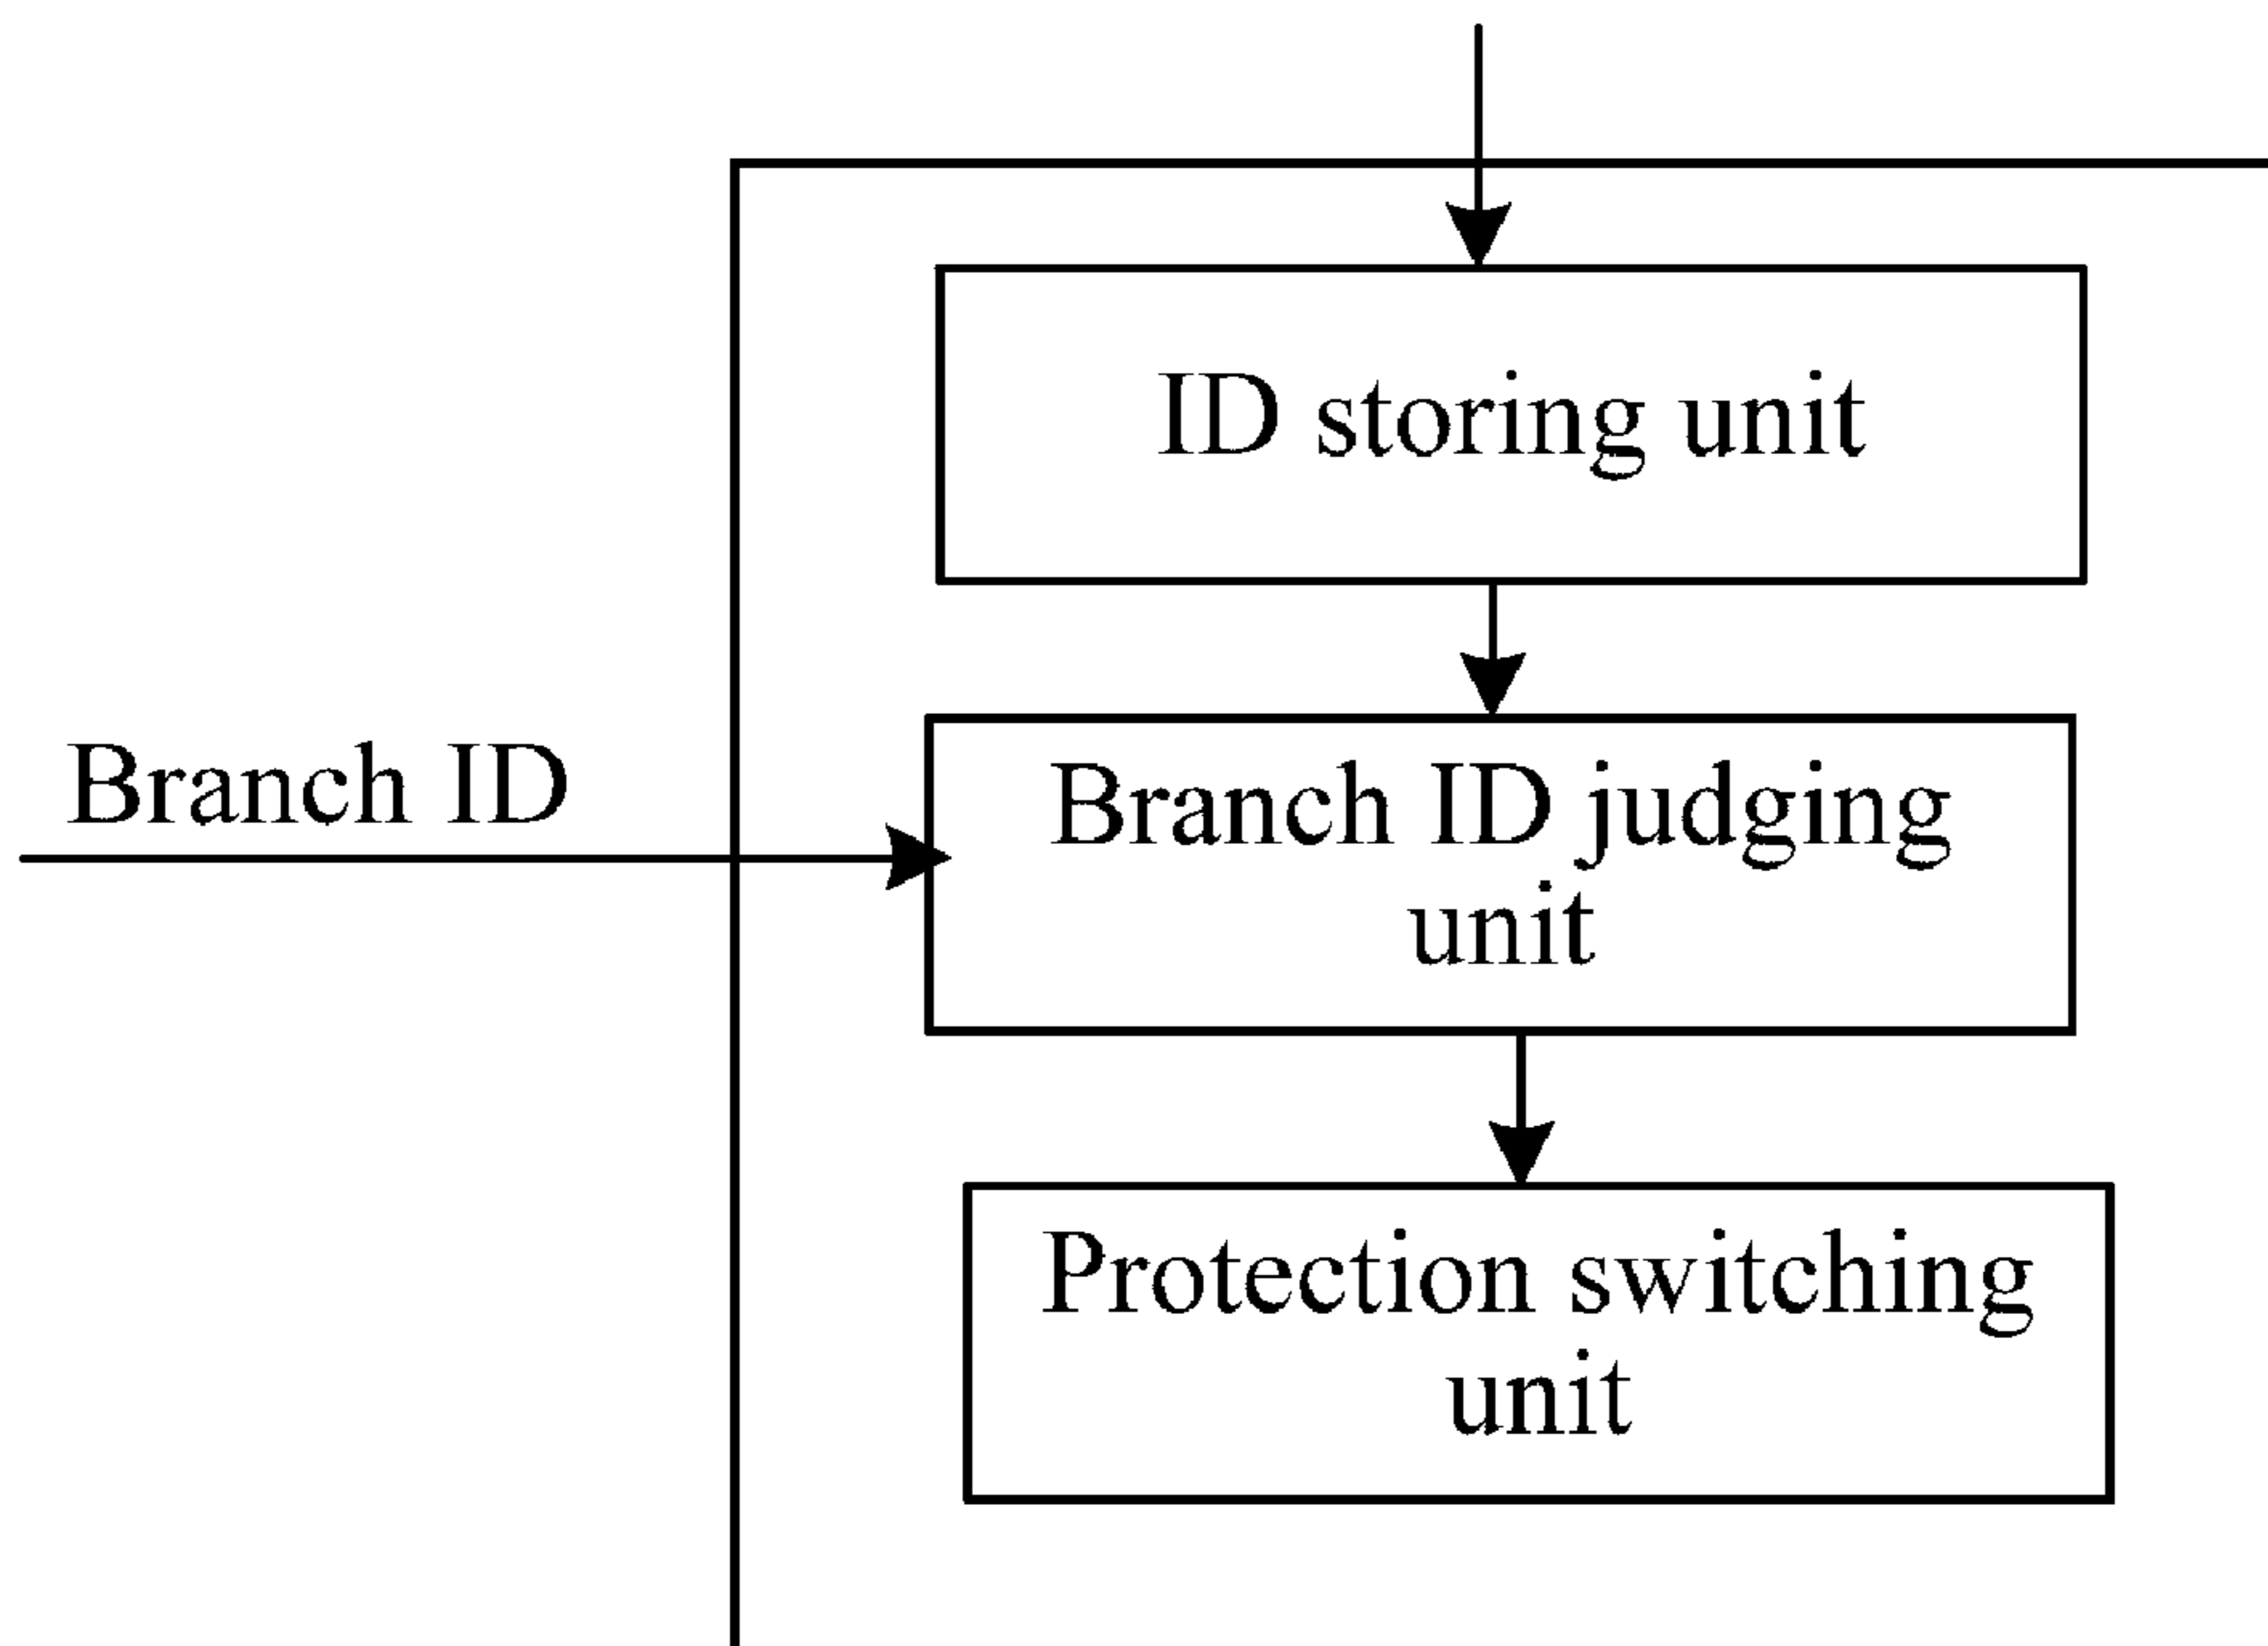 ID storing unit
Branch ID
Branch ID judging
unit
Protection switching
unit